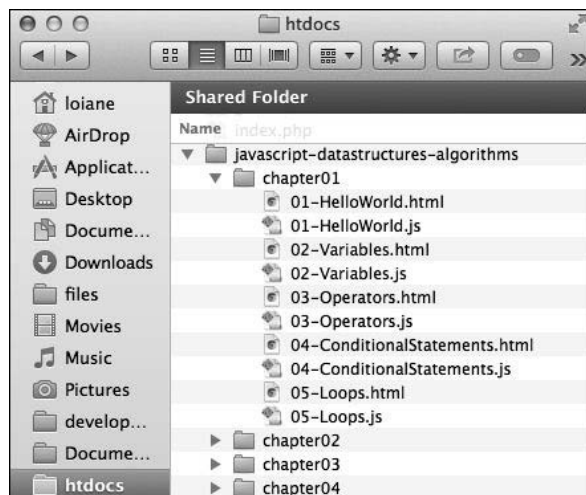 htdocs
loiane
AirDrop
Applicat...
Desktop
Docume...
Downloads
files
Movies
Music
Pictures
develop...
Docume...
htdocs
Shared Folder
Name
index.php
javascript-datastructures-algorithms
chapter01
01-HelloWorld.html
01-HelloWorld.js
02-Variables.html
02-Variables.js
03-Operators.html
03-Operators.js
04-ConditionalStatements.html
04-ConditionalStatements.js
05-Loops.html
05-Loops.js
chapter02
chapter03
chapter04